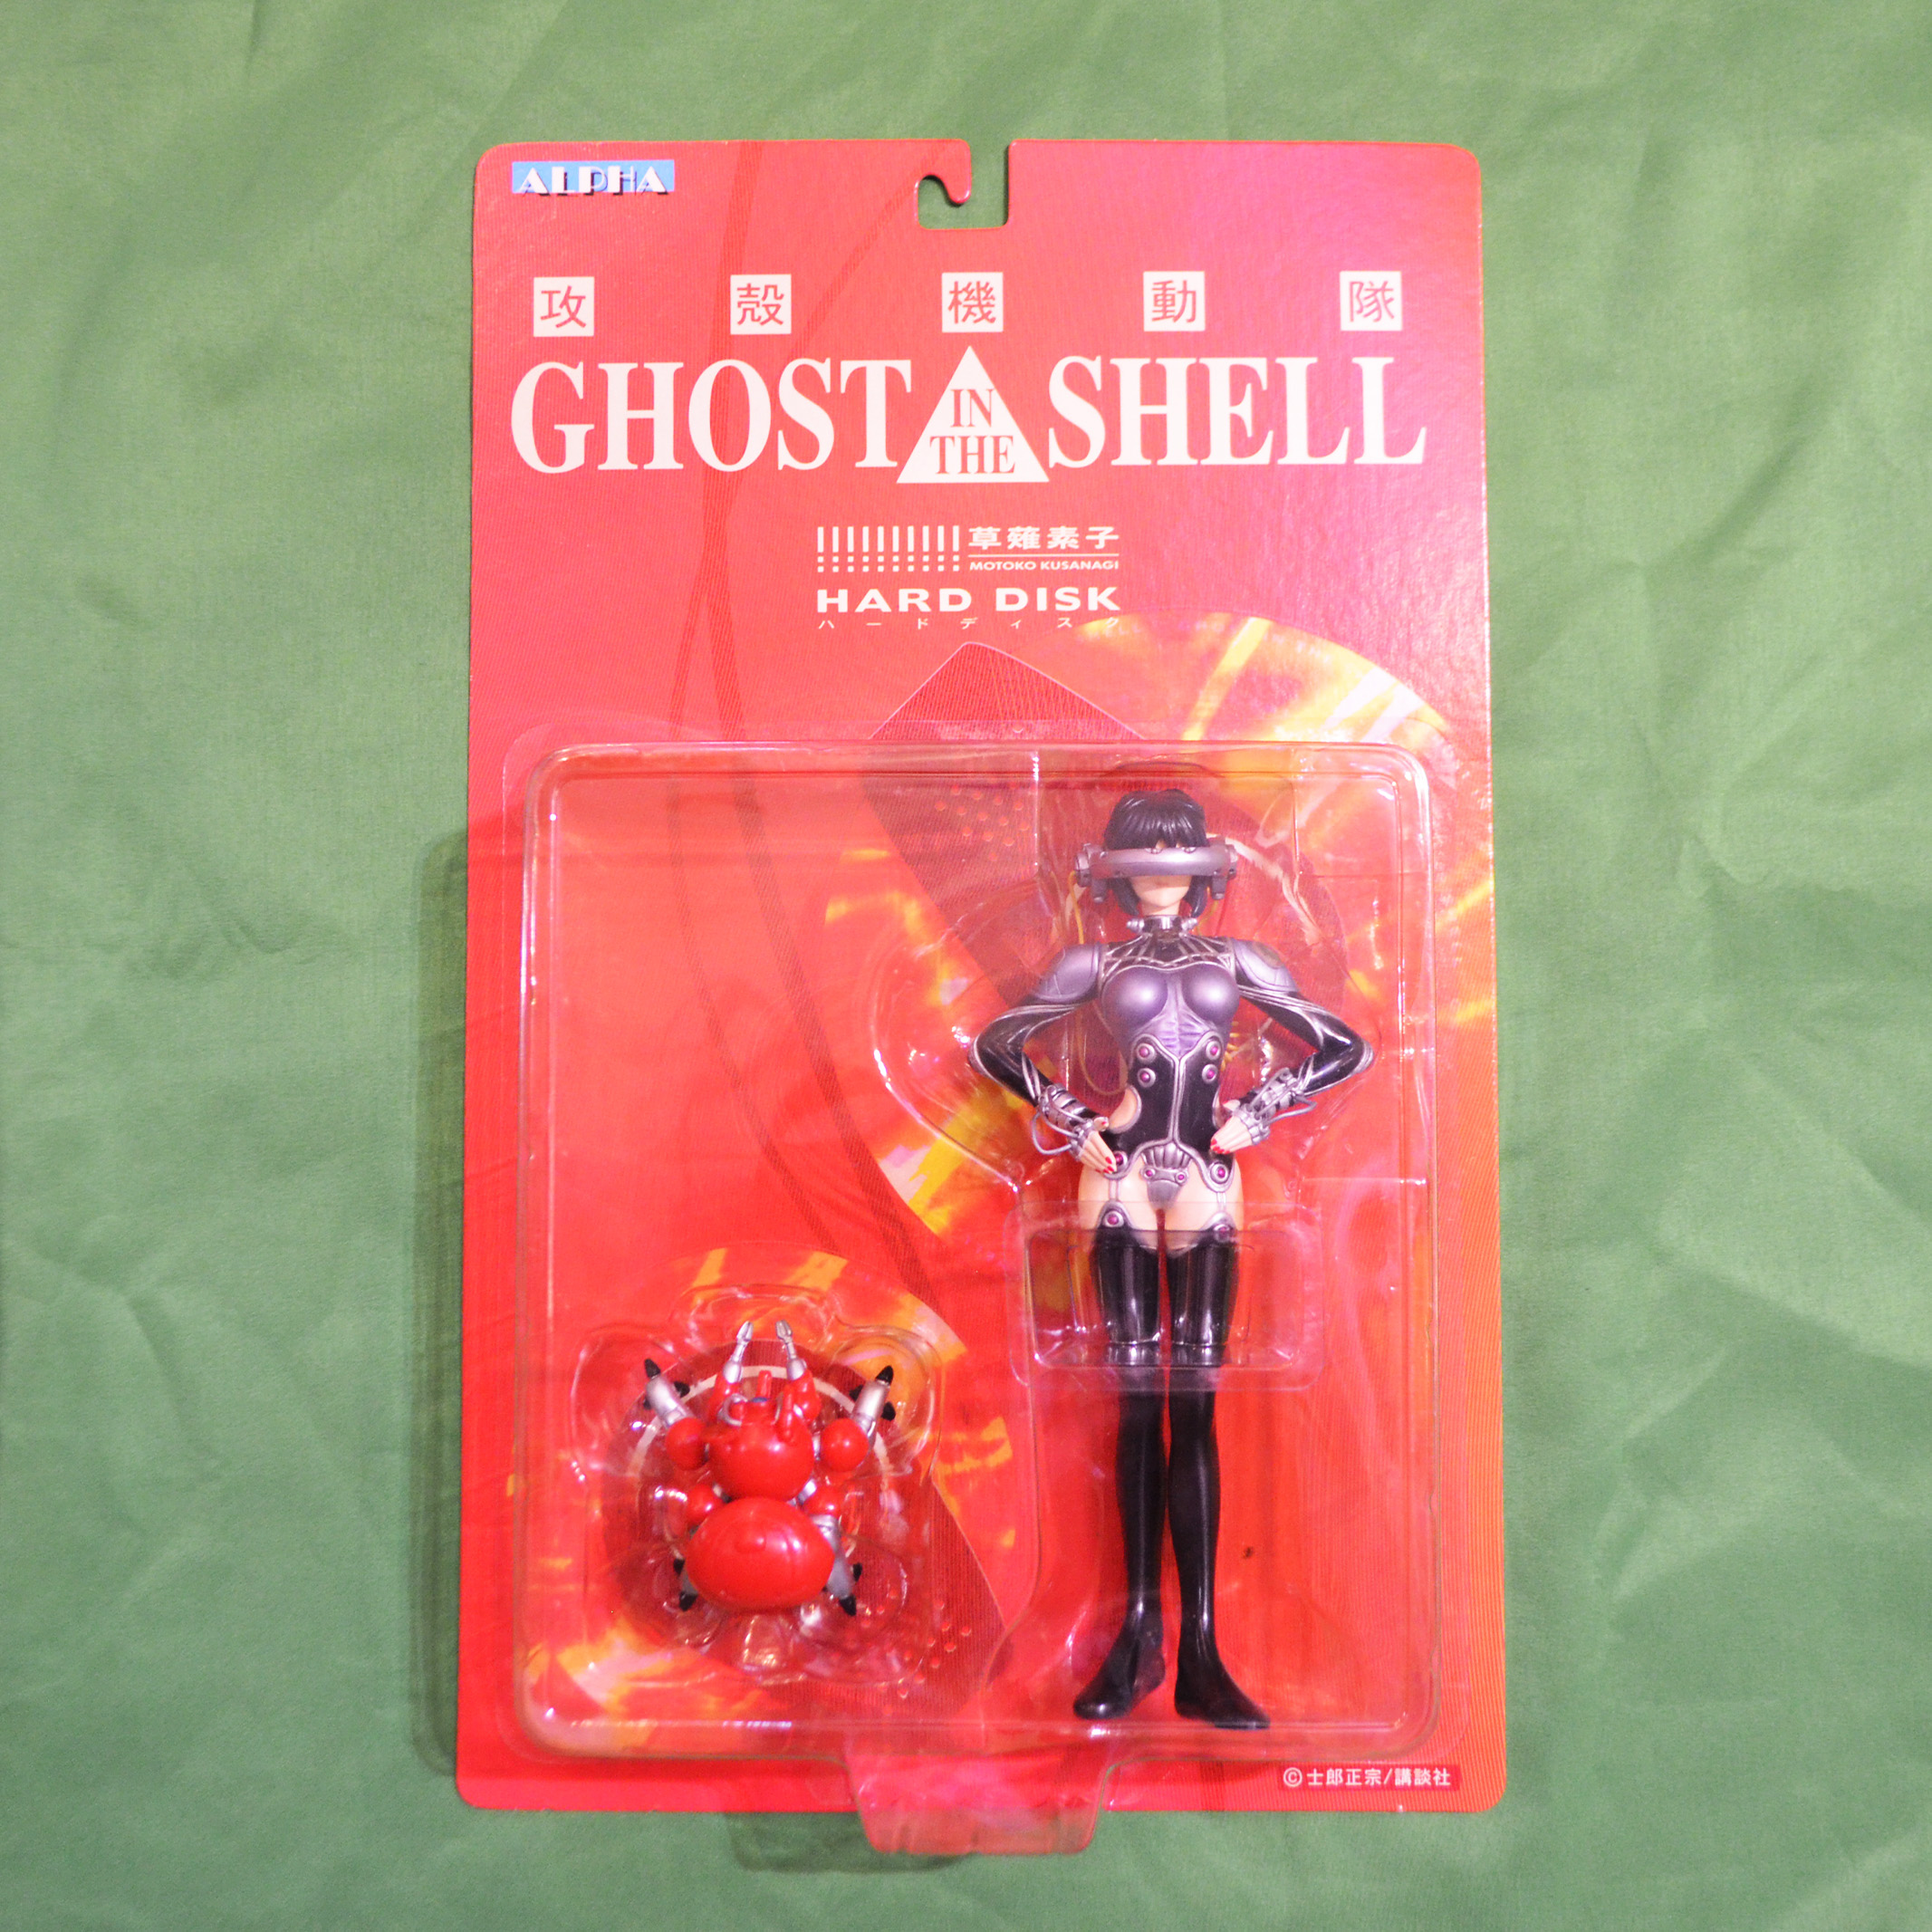 ALPHA
攻殻機動隊
GHOST IN THE SHELL
草薙素子
MOTOKO KUSANAGI
HARD DISK
ハードディスク
©士郎正宗/講談社